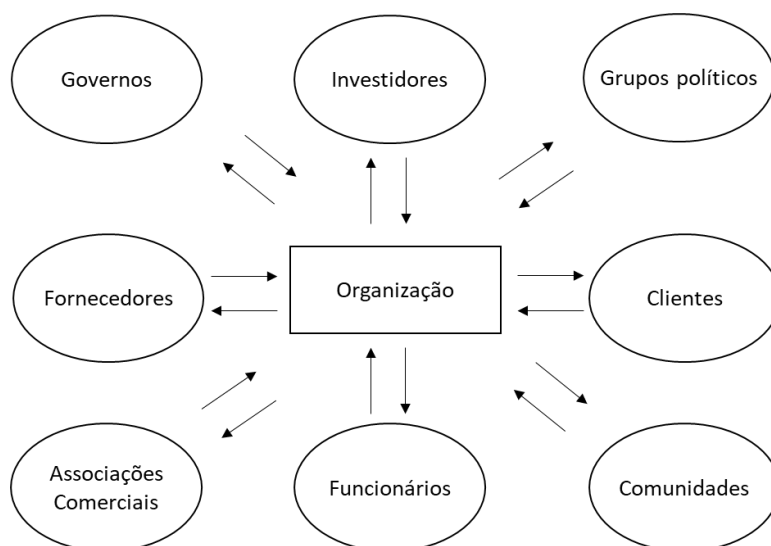 Governos
Investidores
Grupos políticos
Fornecedores
Organização
Clientes
Associações
Comerciais
Funcionários
Comunidades